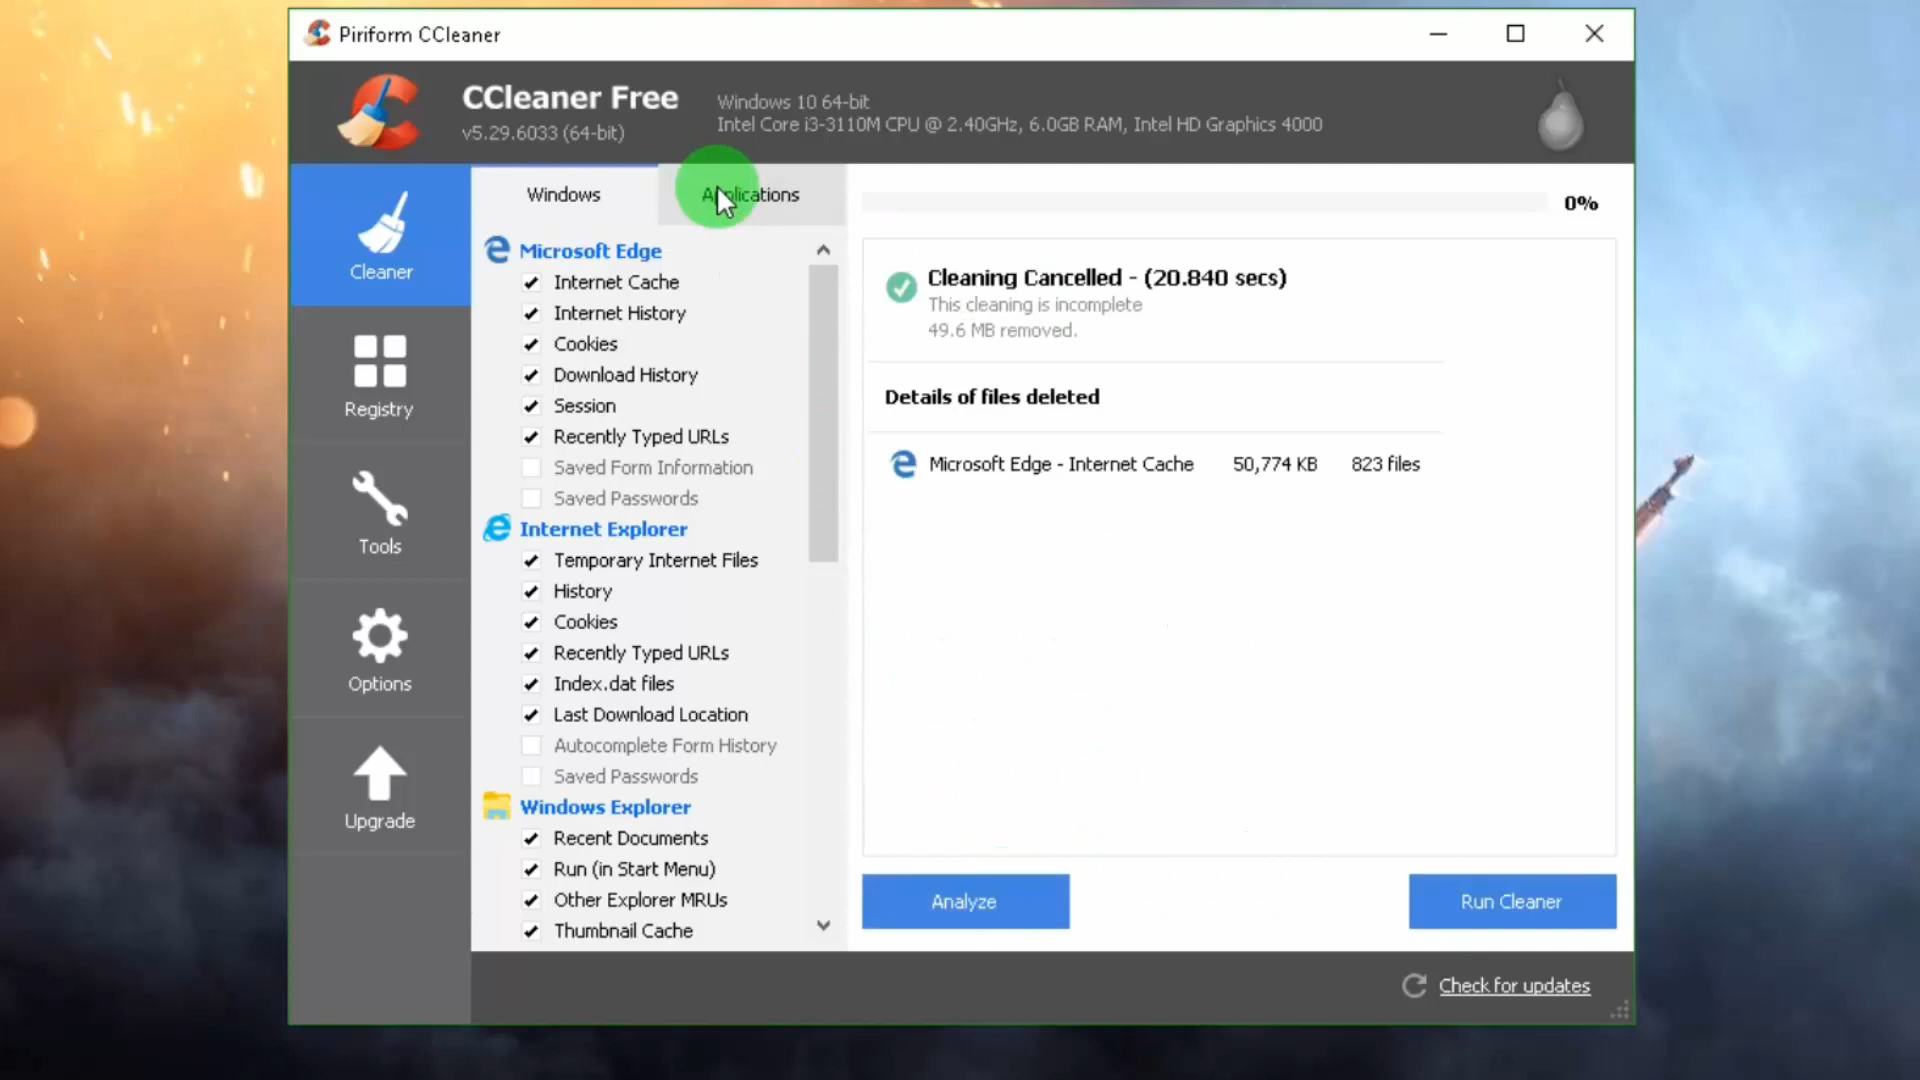 Piriform CCleaner
CCleaner Free
v5.29.6033 (64-bit)
Windows 10 64-bit
Intel Core i3-3110M CPU @ 2.40GHz, 6.0GB RAM, Intel HD Graphics 4000
Cleaner
Registry
Tools
Options
Upgrade
Windows
Applications
Microsoft Edge
Internet Cache
Internet History
Cookies
Download History
Session
Recently Typed URLs
Saved Form Information
Saved Passwords
Internet Explorer
Temporary Internet Files
History
Cookies
Recently Typed URLs
Index.dat files
Last Download Location
Autocomplete Form History
Saved Passwords
Windows Explorer
Recent Documents
Run (in Start Menu)
Other Explorer MRUs
Thumbnail Cache
0%
Cleaning Cancelled - (20.840 secs)
This cleaning is incomplete
49.6 MB removed.
Details of files deleted
Microsoft Edge - Internet Cache 50,774 KB 823 files
Analyze
Run Cleaner
Check for updates